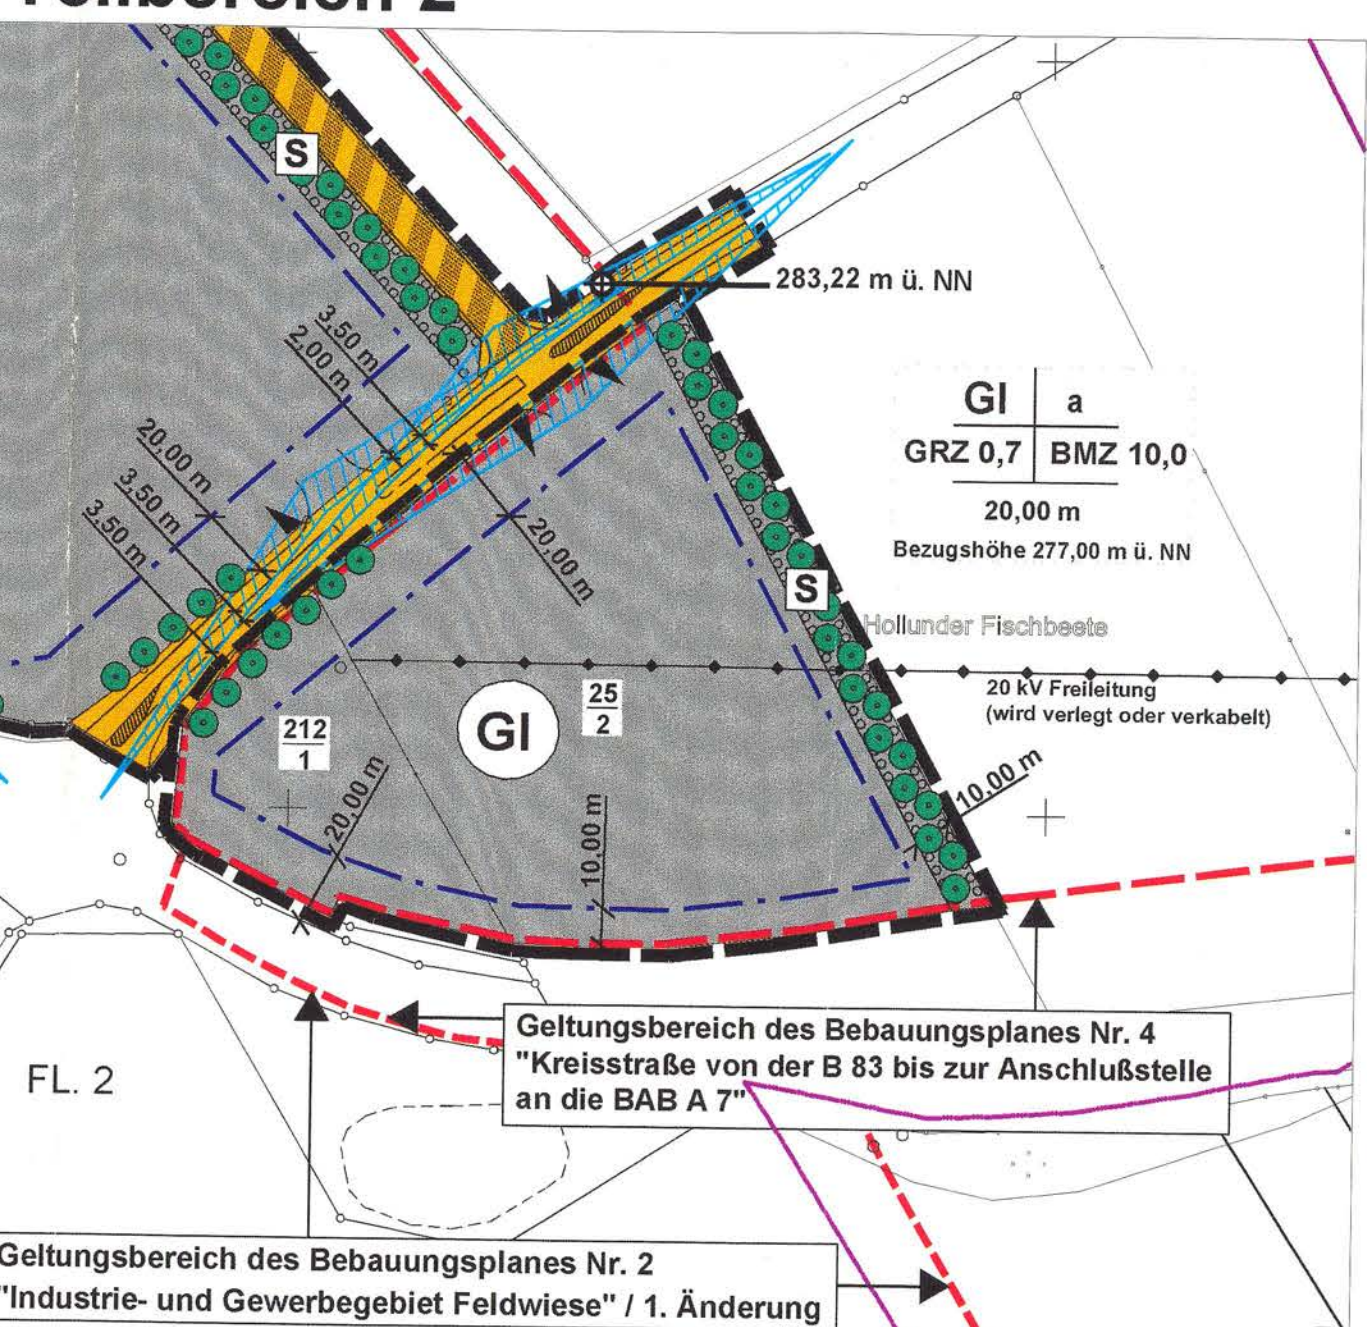 Teilbereich 2
S
283,22 m ü. NN
3,50 m
2,00 m
GI a
GRZ 0,7 BMZ 10,0
20,00 m
Bezugshöhe 277,00 m ü. NN
20,00 m
3,50 m
3,50 m
20,00 m
S
Hollunder Fischbeete
20 kV Freileitung
(wird verlegt oder verkabelt)
GI
25
2
212
1
20,00 m
10,00 m
10,00 m
Geltungsbereich des Bebauungsplanes Nr. 4
"Kreisstraße von der B 83 bis zur Anschlußstelle
an die BAB A 7"
FL. 2
Geltungsbereich des Bebauungsplanes Nr. 2
"Industrie- und Gewerbegebiet Feldwiese" / 1. Änderung